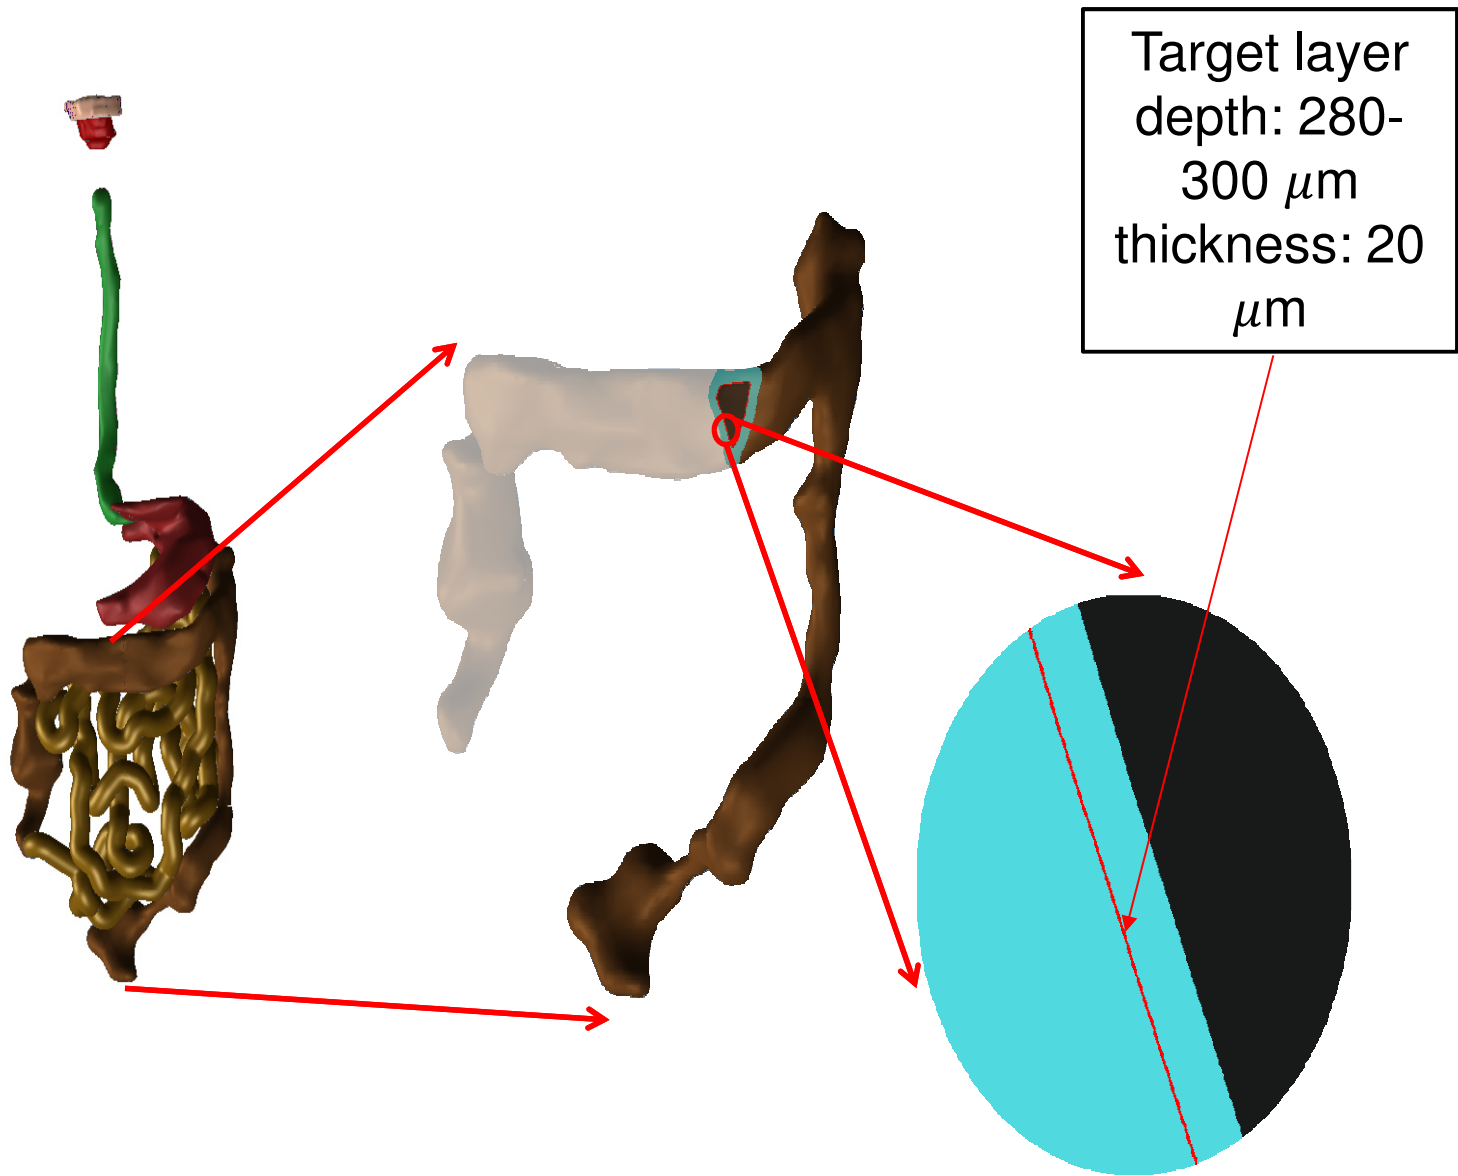 Target layer
depth: 280-
300 μm
thickness: 20
μm